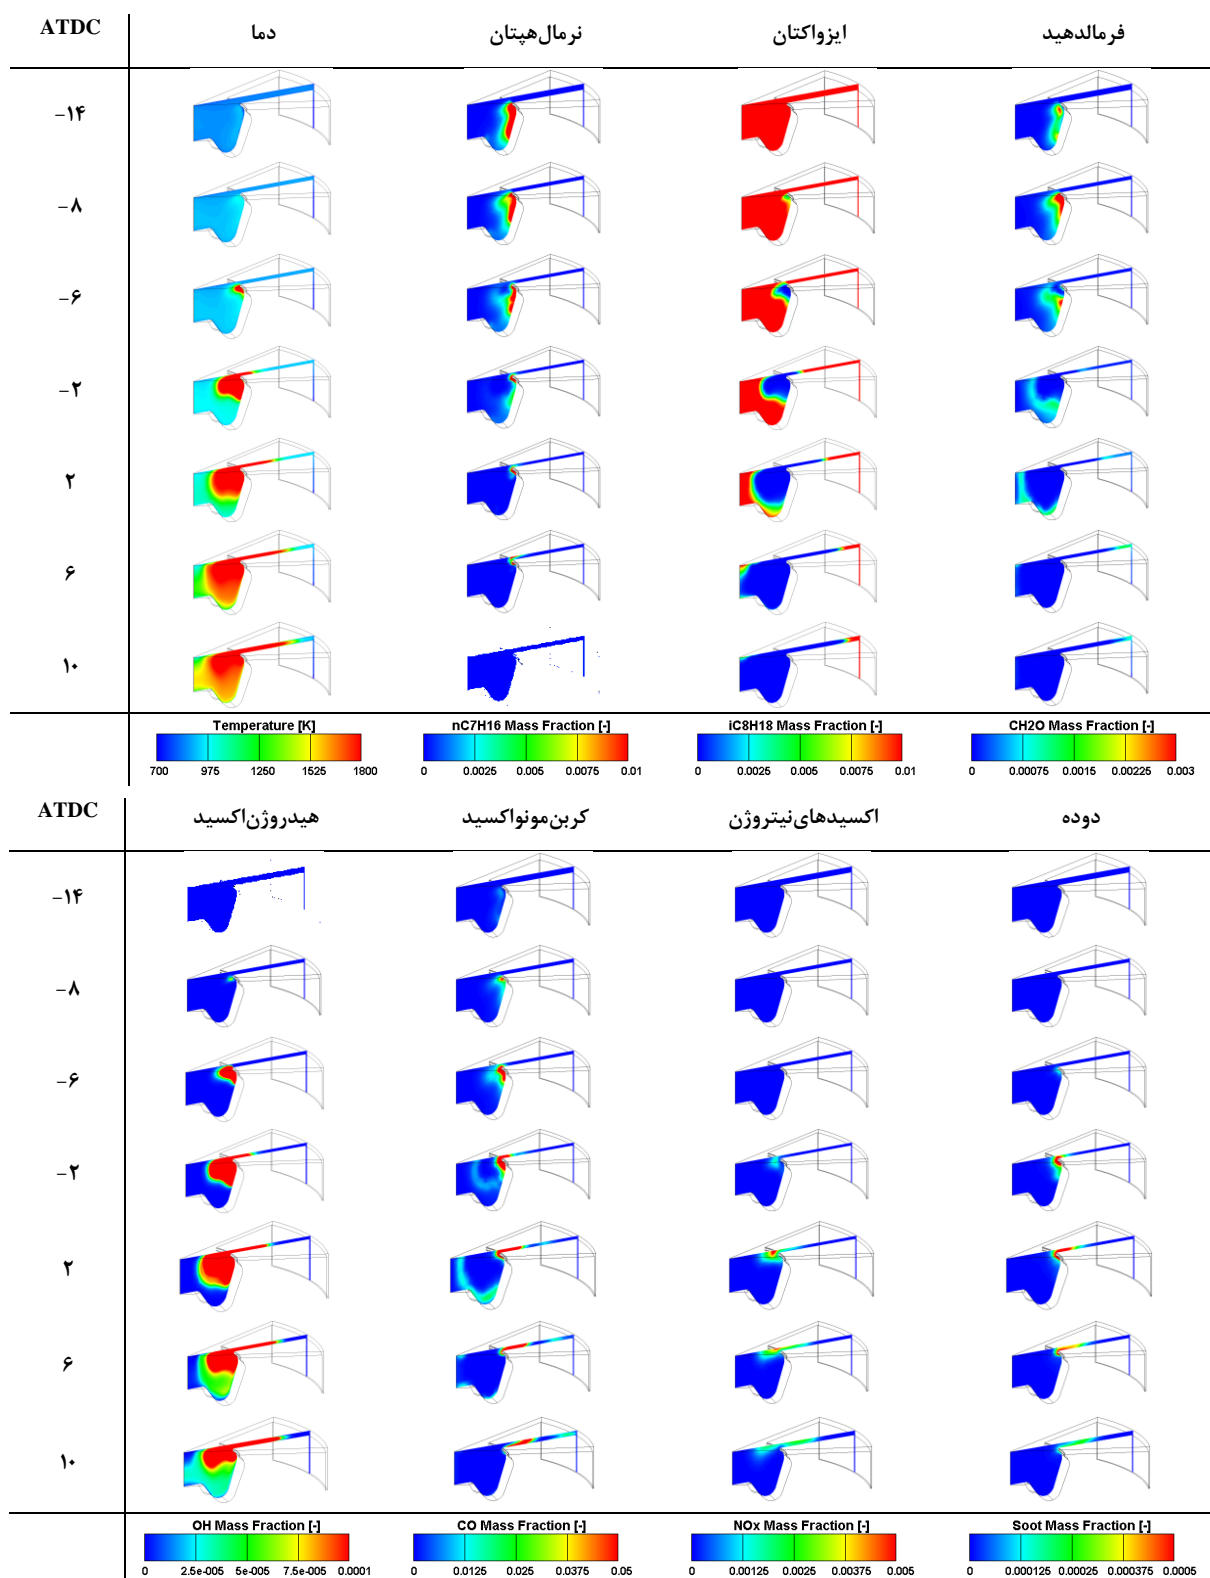 ATDC دما نرمال‌هپتان ایزواکتان فرمالدهید
-۱۴
-۸
-۶
-۲
۲
۶
۱۰
Temperature [K] nC7H16 Mass Fraction [-] iC8H18 Mass Fraction [-] CH2O Mass Fraction [-]
700 975 1250 1525 1800 0 0.0025 0.005 0.0075 0.01 0 0.0025 0.005 0.0075 0.01 0 0.00075 0.0015 0.00225 0.003
ATDC هیدروژن‌اکسید کربن‌مونواکسید اکسیدهای‌نیتروژن دوده
-۱۴
-۸
-۶
-۲
۲
۶
۱۰
OH Mass Fraction [-] CO Mass Fraction [-] NOx Mass Fraction [-] Soot Mass Fraction [-]
0 2.5e-005 5e-005 7.5e-005 0.0001 0 0.0125 0.025 0.0375 0.05 0 0.00125 0.0025 0.00375 0.005 0 0.000125 0.00025 0.000375 0.0005